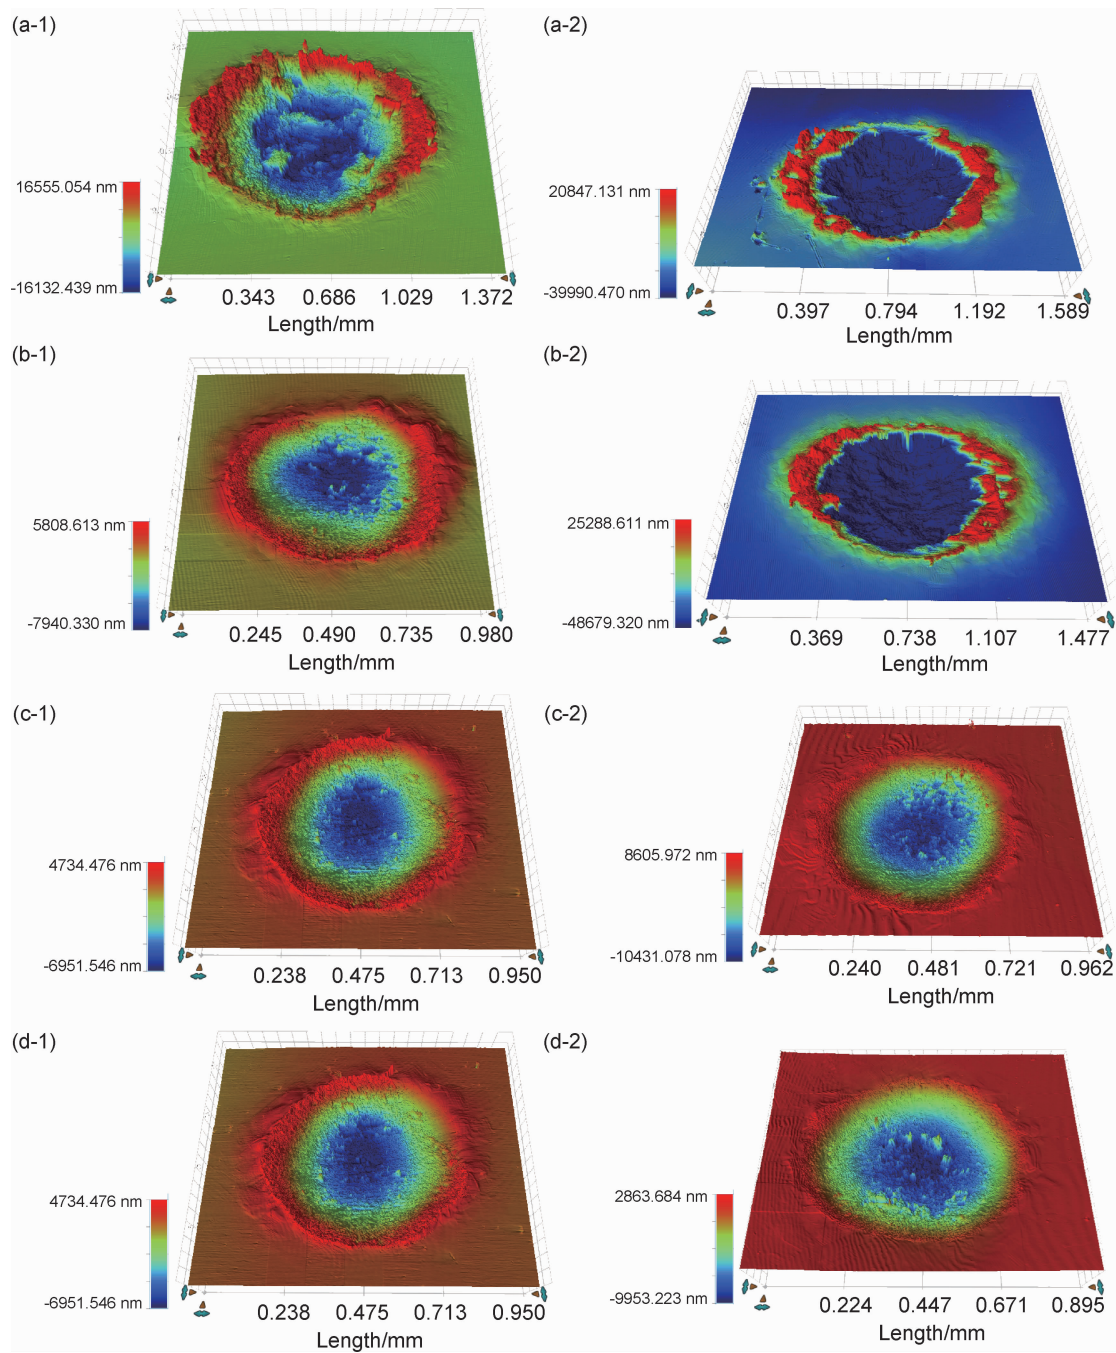 (a-1)
16555.054 nm
-16132.439 nm
0.343 0.686 1.029 1.372
Length/mm
(a-2)
20847.131 nm
-39990.470 nm
0.397 0.794 1.192 1.589
Length/mm
(b-1)
5808.613 nm
-7940.330 nm
0.245 0.490 0.735 0.980
Length/mm
(b-2)
25288.611 nm
-48679.320 nm
0.369 0.738 1.107 1.477
Length/mm
(c-1)
4734.476 nm
-6951.546 nm
0.238 0.475 0.713 0.950
Length/mm
(c-2)
8605.972 nm
-10431.078 nm
0.240 0.481 0.721 0.962
Length/mm
(d-1)
4734.476 nm
-6951.546 nm
0.238 0.475 0.713 0.950
Length/mm
(d-2)
2863.684 nm
-9953.223 nm
0.224 0.447 0.671 0.895
Length/mm